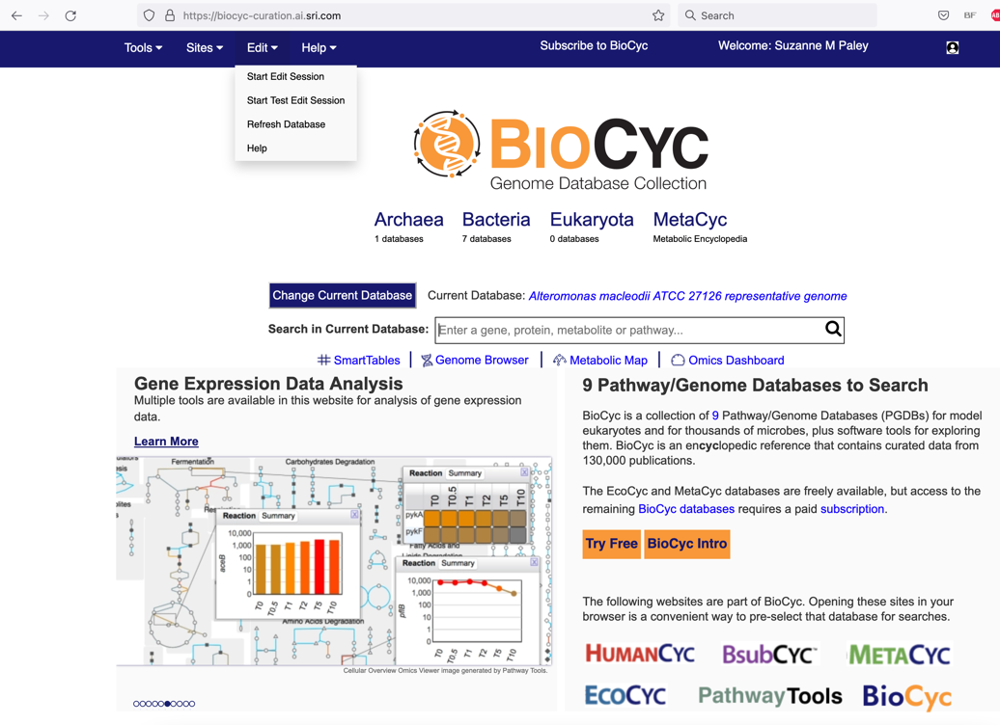 https://biocyc-curation.ai.sri.com
Search
BF
Tools
Sites
Edit
Help
Subscribe to BioCyc
Welcome: Suzanne M Paley
Start Edit Session
Start Test Edit Session
Refresh Database
Help
BIOCYC
Genome Database Collection
Archaea
Bacteria
Eukaryota
MetaCyc
1 databases
7 databases
0 databases
Metabolic Encyclopedia
Change Current Database
Current Database: Alteromonas macleodii ATCC 27126 representative genome
Search in Current Database:
Enter a gene, protein, metabolite or pathway...
SmartTables
Genome Browser
Metabolic Map
Omics Dashboard
Gene Expression Data Analysis
Multiple tools are available in this website for analysis of gene expression
data.
Learn More
Fermentation
Carbohydrates Degradation
Reaction Summary
T0 T0.5 T1 T2 T5 T10
pykA
pykF
Reaction Summary
10,000
1,000
100
10
1
0
aceB
T0 T0.5 T1 T2 T5 T10
Fatty Acids and
Lipids Degradation
Reaction Summary
10,000
1,000
100
10
1
0
pflB
T0 T0.5 T1 T2 T5 T10
Amino Acids Degradation
Cellular Overview Omics Viewer image generated by Pathway Tools.
9 Pathway/Genome Databases to Search
BioCyc is a collection of 9 Pathway/Genome Databases (PGDBs) for model
eukaryotes and for thousands of microbes, plus software tools for exploring
them. BioCyc is an encyclopedic reference that contains curated data from
130,000 publications.
The EcoCyc and MetaCyc databases are freely available, but access to the
remaining BioCyc databases requires a paid subscription.
Try Free
BioCyc Intro
The following websites are part of BioCyc. Opening these sites in your
browser is a convenient way to pre-select that database for searches.
HUMANCYC
BSUBCYC™
METACYC
ECOCYC
PathwayTools
BioCyc